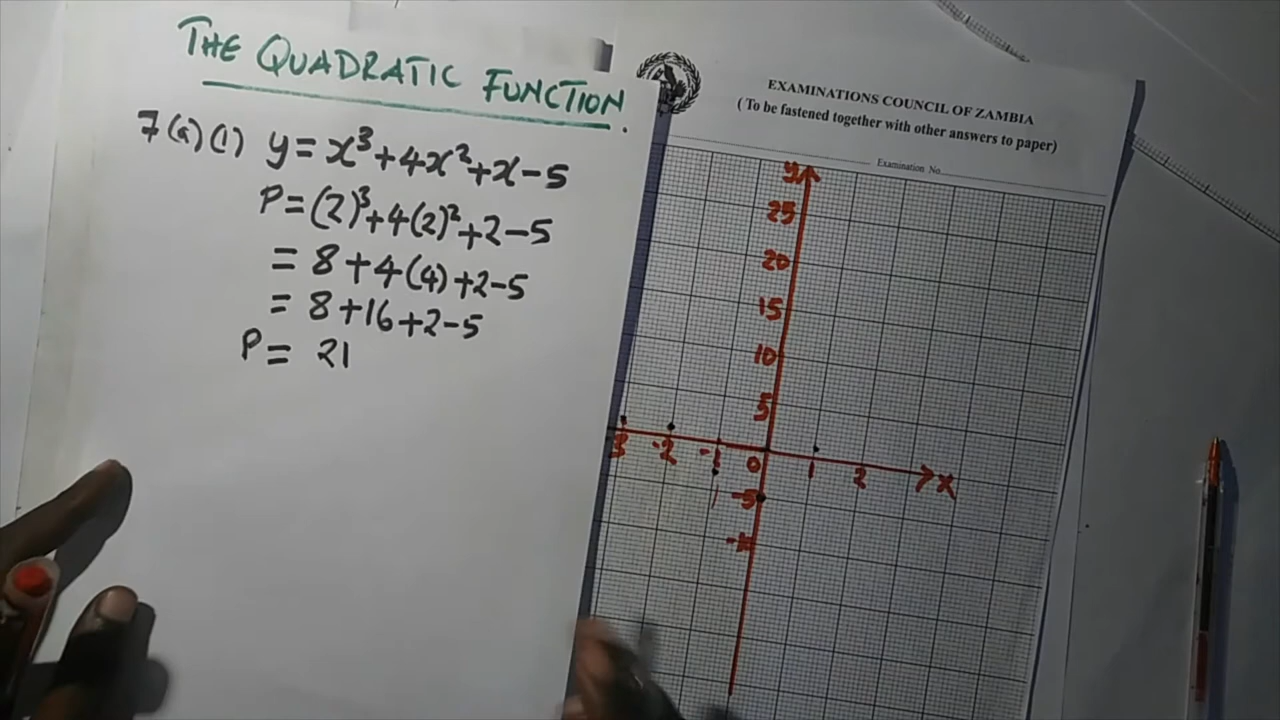 THE QUADRATIC FUNCTION.
7(a)(i) y = x³ + 4x² + x - 5
P = (2)³ + 4(2)² + 2 - 5
= 8 + 4(4) + 2 - 5
= 8 + 16 + 2 - 5
P = 21
EXAMINATIONS COUNCIL OF ZAMBIA
(To be fastened together with other answers to paper)
Examination No.
y
25
20
15
10
5
-3 -2 -1 0 1 2 x
-5